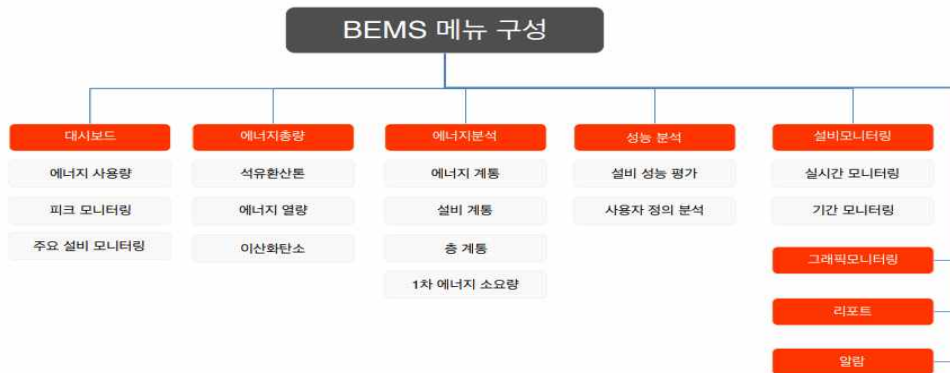 BEMS 메뉴 구성
대시보드
에너지 사용량
피크 모니터링
주요 설비 모니터링
에너지총량
석유환산톤
에너지 열량
이산화탄소
에너지분석
에너지 계통
설비 계통
층 계통
1차 에너지 소요량
성능 분석
설비 성능 평가
사용자 정의 분석
설비모니터링
실시간 모니터링
기간 모니터링
그래픽모니터링
리포트
알람